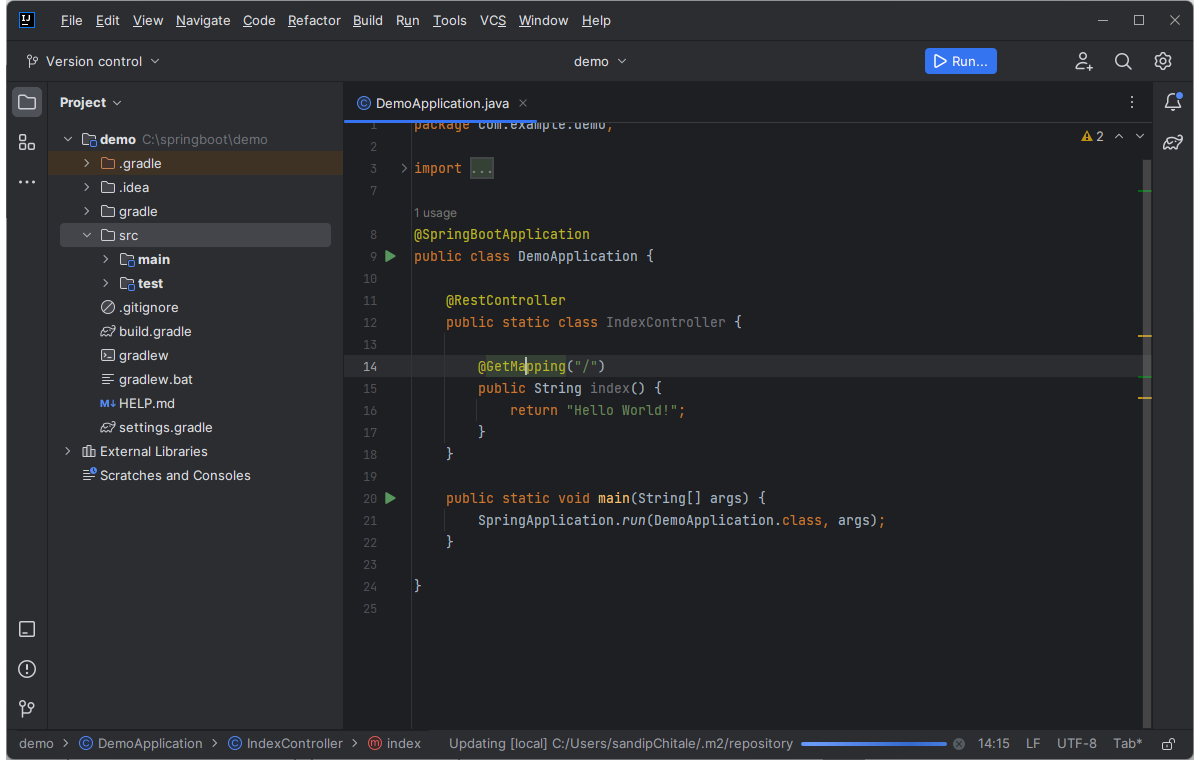 IJ File Edit View Navigate Code Refactor Build Run Tools VCS Window Help
Version control demo Run...
Project
DemoApplication.java
demo C:\springboot\demo
.gradle
.idea
gradle
src
main
test
.gitignore
build.gradle
gradlew
gradlew.bat
M↓ HELP.md
settings.gradle
External Libraries
Scratches and Consoles
2
1 package com.example.demo;
2
3 import ...
7
1 usage
8 @SpringBootApplication
9 public class DemoApplication {
10
11 @RestController
12 public static class IndexController {
13
14 @GetMapping("/")
15 public String index() {
16 return "Hello World!";
17 }
18 }
19
20 public static void main(String[] args) {
21 SpringApplication.run(DemoApplication.class, args);
22 }
23
24 }
25
demo > C DemoApplication > C IndexController > m index Updating [local] C:/Users/sandipChitale/.m2/repository 14:15 LF UTF-8 Tab*